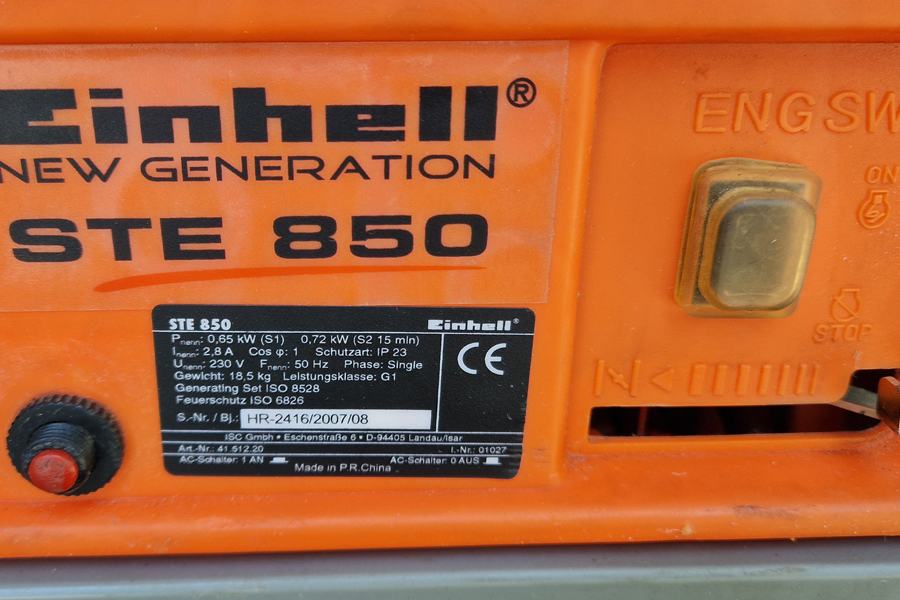 Einhell®
NEW GENERATION
STE 850
ENG SW
ON
STOP
STE 850 Einhell®
Pnenn: 0,65 kW (S1) 0,72 kW (S2 15 min)
Inenn: 2,8 A Cos φ: 1 Schutzart: IP 23
Unenn: 230 V Fnenn: 50 Hz Phase: Single
Gewicht: 18,5 kg Leistungsklasse: G1
Generating Set ISO 8528
Feuerschutz ISO 6826
CE
S.-Nr. / Bj.: HR-2416/2007/08
ISC GmbH • Eschenstraße 6 • D-94405 Landau/Isar
Art.-Nr.: 41.512.20 I.-Nr.: 01027
AC-Schalter: 1 AN AC-Schalter: 0 AUS
Made in P.R.China